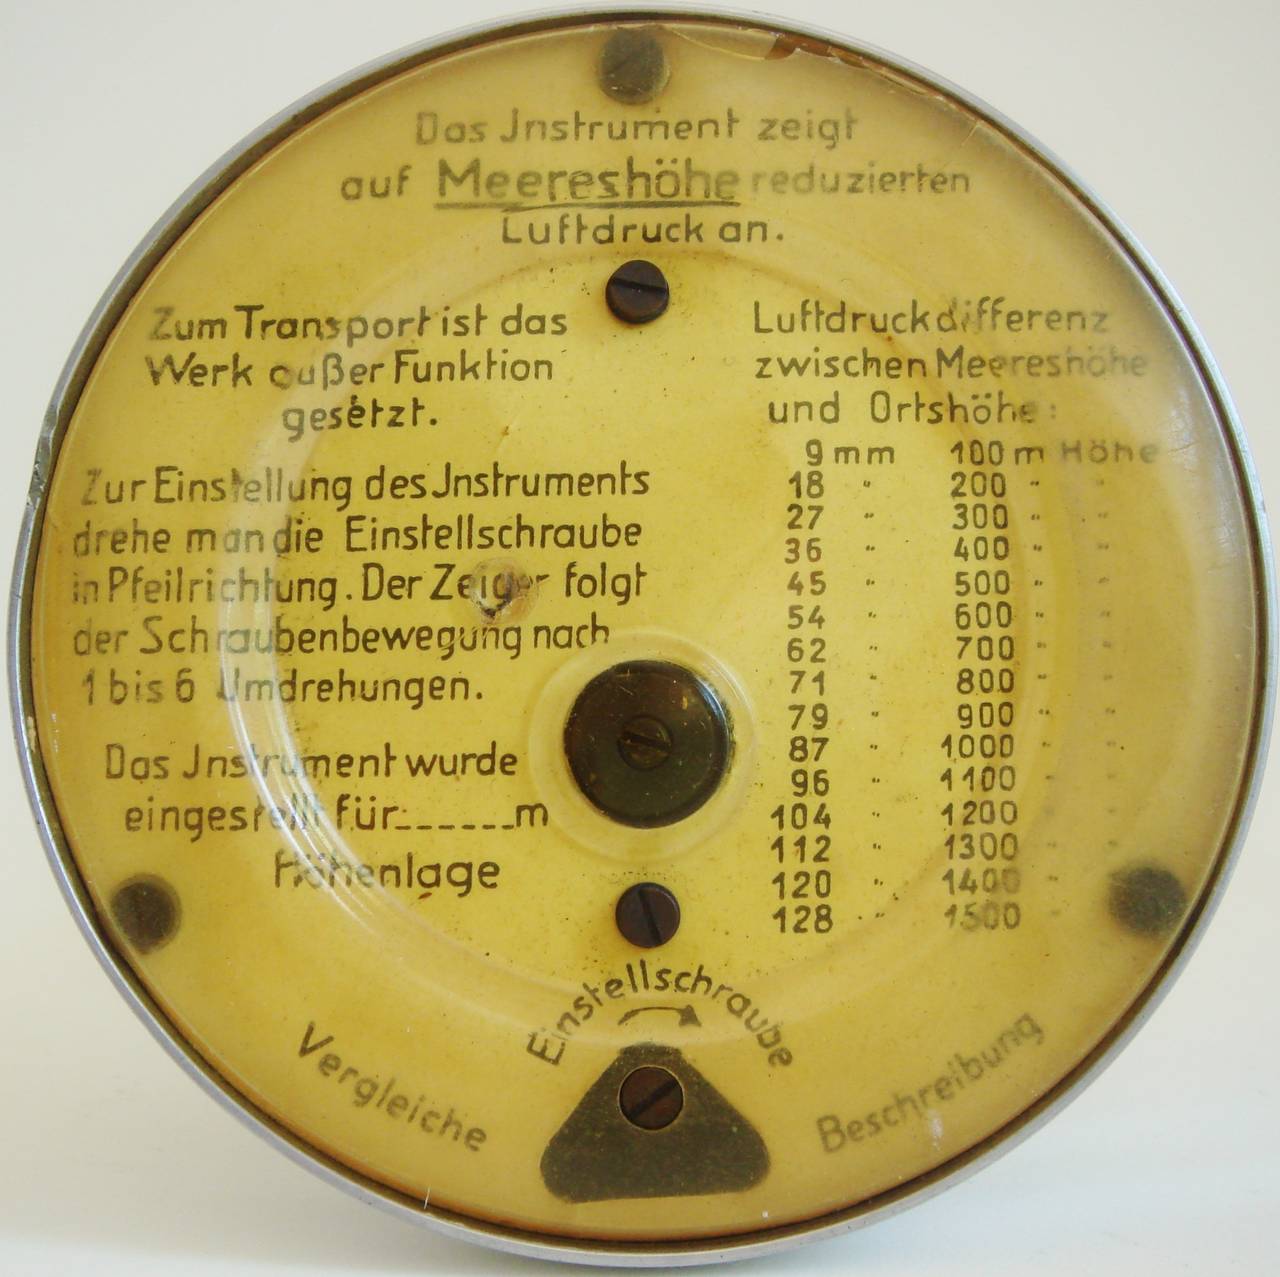 Das Jnstrument zeigt
auf Meereshöhe reduzierten
Luftdruck an.
Zum Transport ist das
Werk außer Funktion
gesetzt.
Zur Einstellung des Jnstruments
drehe man die Einstellschraube
in Pfeilrichtung. Der Zeiger folgt
der Schraubenbewegung nach
1 bis 6 Umdrehungen.
Das Jnstrument wurde
eingestellt für:______m
Höhenlage
Luftdruckdifferenz
zwischen Meereshöhe
und Ortshöhe:
9 mm 100 m Höhe
18 " 200 " "
27 " 300 " "
36 " 400 " "
45 " 500 " "
54 " 600 " "
62 " 700 " "
71 " 800 " "
79 " 900 " "
87 " 1000 " "
96 " 1100 " "
104 " 1200 " "
112 " 1300 " "
120 " 1400 " "
128 " 1500 " "
Einstellschraube
Vergleiche Beschreibung